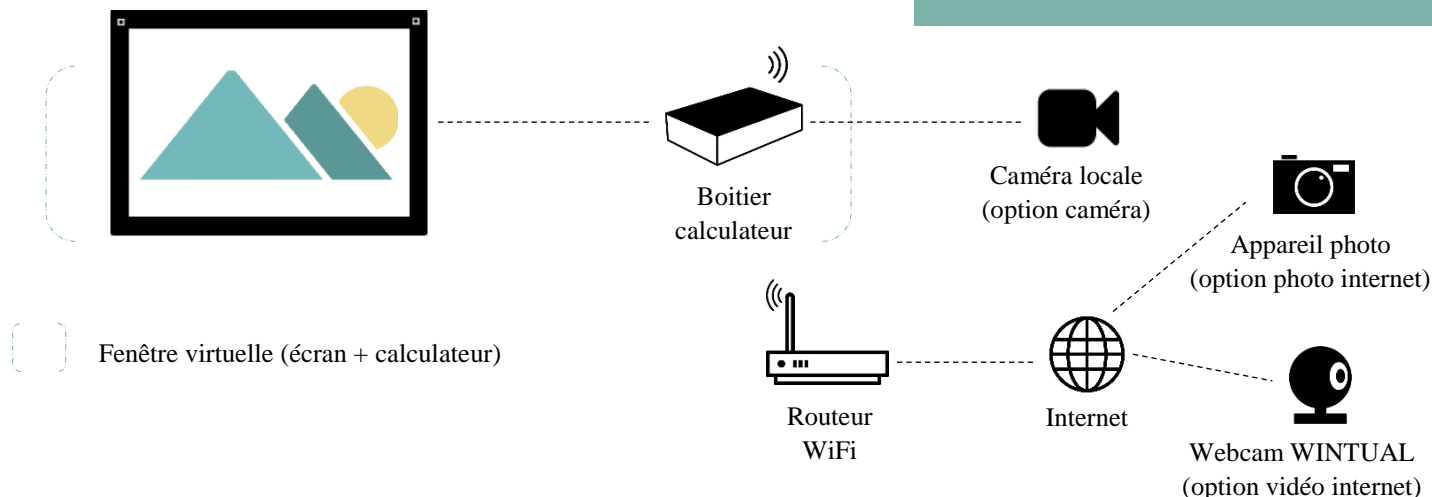 Boitier
calculateur
Caméra locale
(option caméra)
Appareil photo
(option photo internet)
Fenêtre virtuelle (écran + calculateur)
Routeur
WiFi
Internet
Webcam WINTUAL
(option vidéo internet)